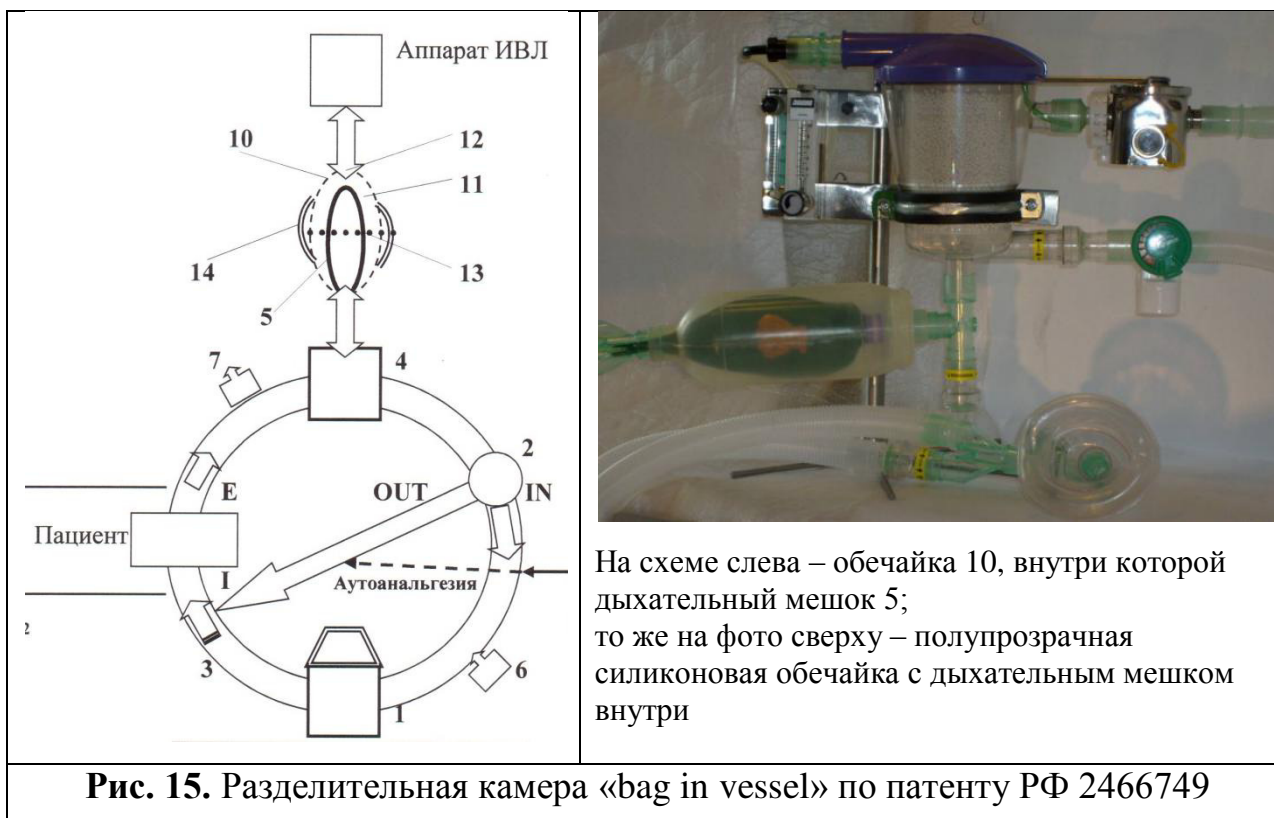 Аппарат ИВЛ
10
12
11
14
13
5
7
4
2
E
OUT
IN
Пациент
I
Аутоанальгезия
3
6
1
2
На схеме слева – обечайка 10, внутри которой
дыхательный мешок 5;
то же на фото сверху – полупрозрачная
силиконовая обечайка с дыхательным мешком
внутри
Рис. 15. Разделительная камера «bag in vessel» по патенту РФ 2466749